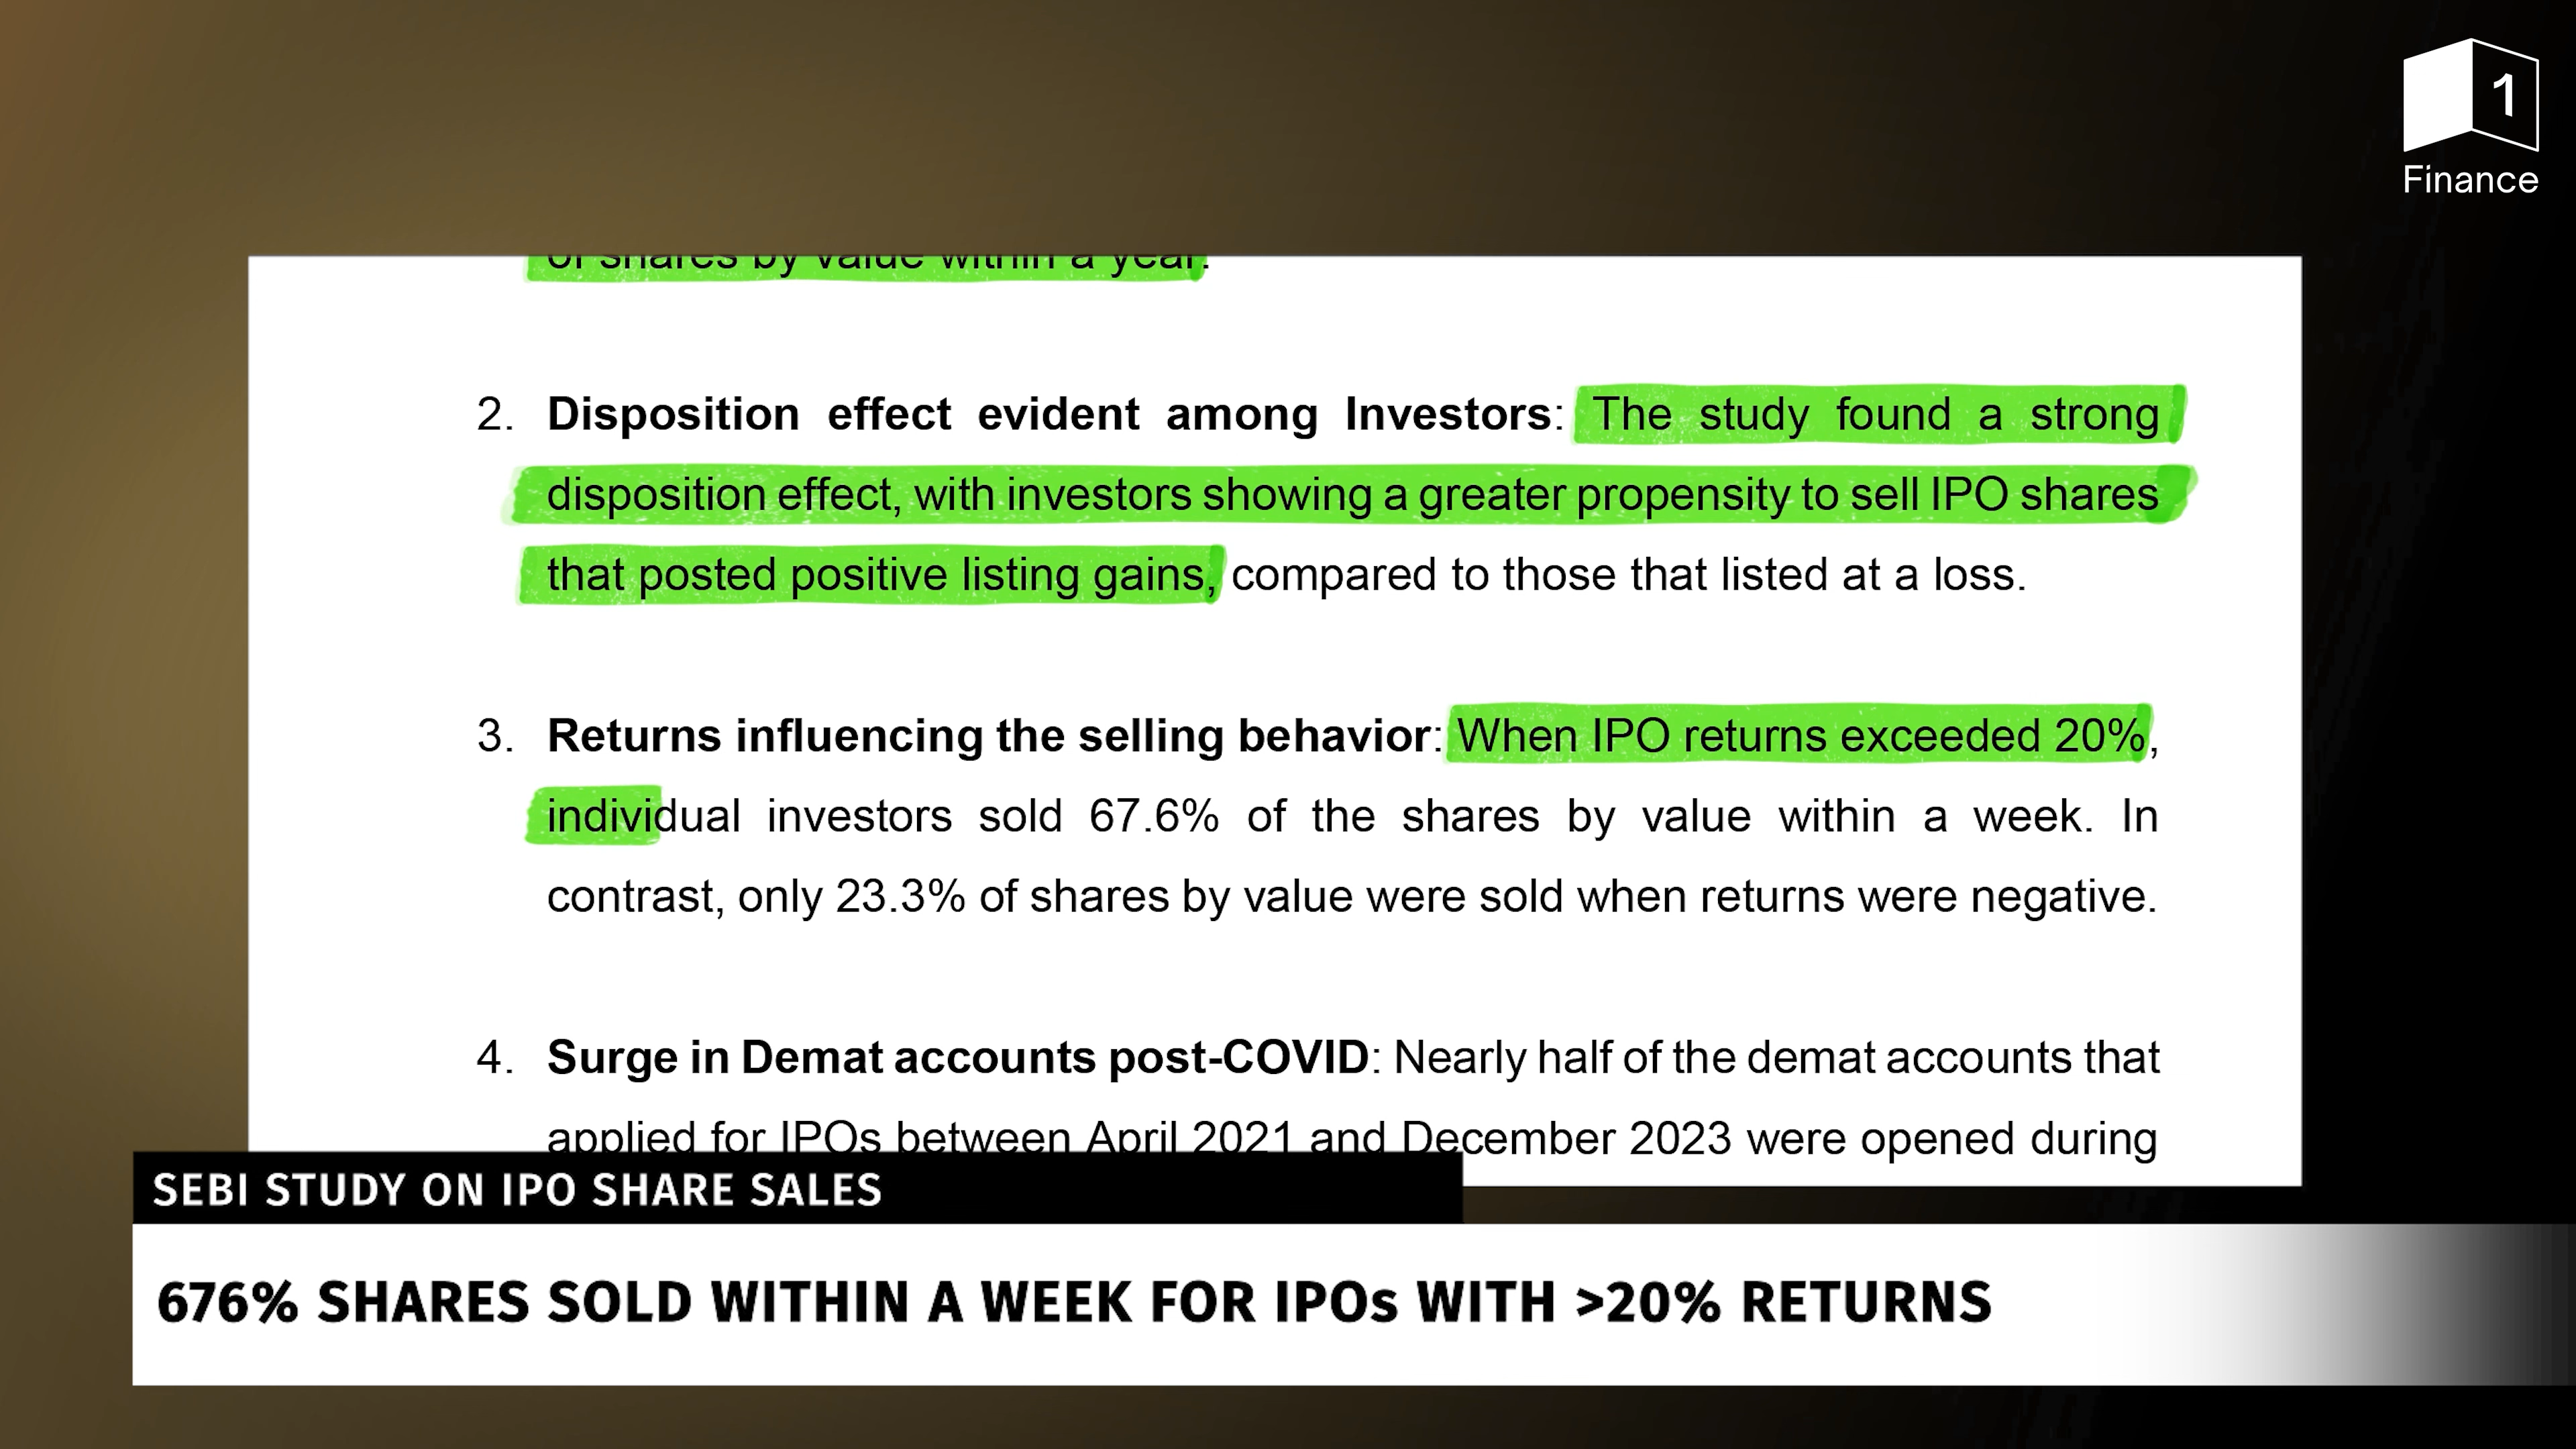 1
Finance
of shares by value within a year.
2. Disposition effect evident among Investors: The study found a strong
disposition effect, with investors showing a greater propensity to sell IPO shares
that posted positive listing gains, compared to those that listed at a loss.
3. Returns influencing the selling behavior: When IPO returns exceeded 20%,
individual investors sold 67.6% of the shares by value within a week. In
contrast, only 23.3% of shares by value were sold when returns were negative.
4. Surge in Demat accounts post-COVID: Nearly half of the demat accounts that
applied for IPOs between April 2021 and December 2023 were opened during
SEBI STUDY ON IPO SHARE SALES
676% SHARES SOLD WITHIN A WEEK FOR IPOs WITH >20% RETURNS